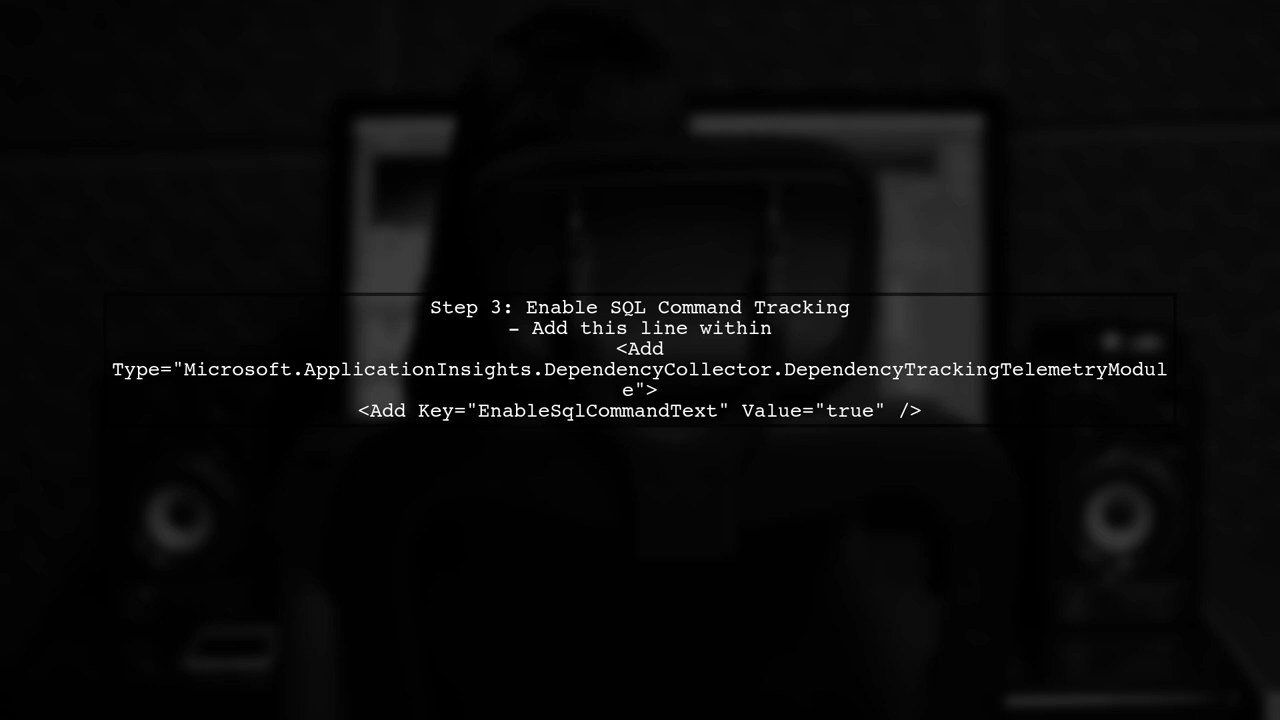 Step 3: Enable SQL Command Tracking
– Add this line within
<Add
Type="Microsoft.ApplicationInsights.DependencyCollector.DependencyTrackingTelemetryModul
e">
<Add Key="EnableSqlCommandText" Value="true" />